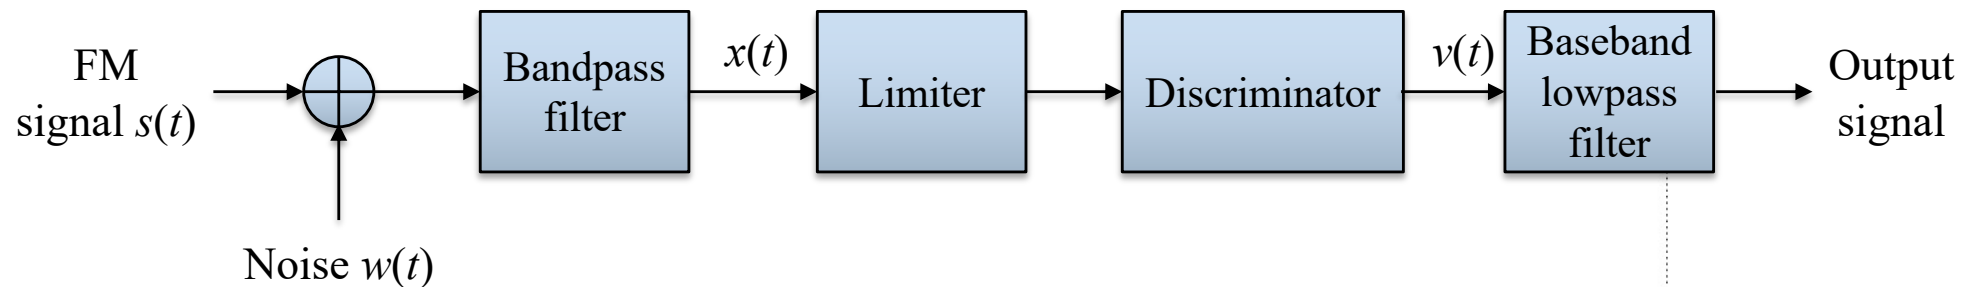 FM
signal s(t)
Noise w(t)
Bandpass
filter
x(t)
Limiter
Discriminator
v(t)
Baseband
lowpass
filter
Output
signal